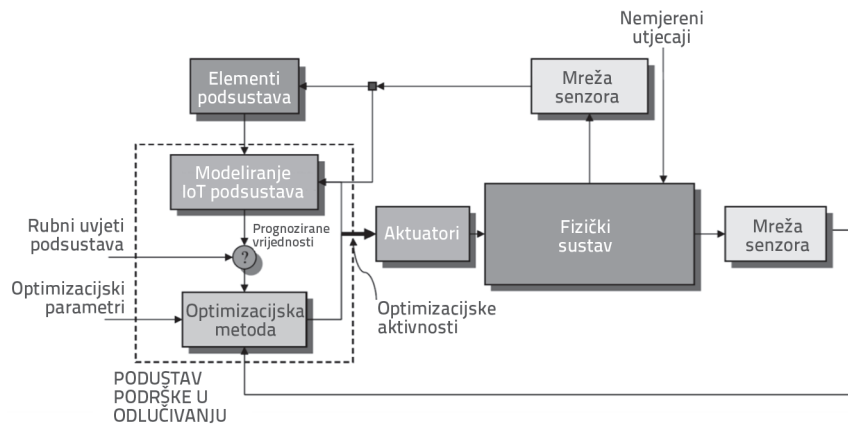 Nemjereni
utjecaji
Elementi
podsustava
Mreža
senzora
Modeliranje
IoT podsustava
Rubni uvjeti
podsustava
Prognozirane
vrijednosti
?
Aktuatori
Fizički
sustav
Mreža
senzora
Optimizacijski
parametri
Optimizacijska
metoda
Optimizacijske
aktivnosti
PODUSTAV
PODRŠKE U
ODLUČIVANJU